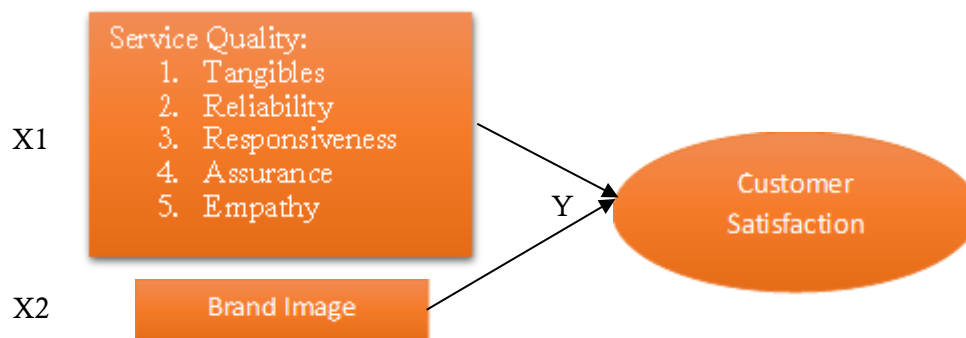 X1
Service Quality:
1. Tangibles
2. Reliability
3. Responsiveness
4. Assurance
5. Empathy
Y
Customer
Satisfaction
X2
Brand Image